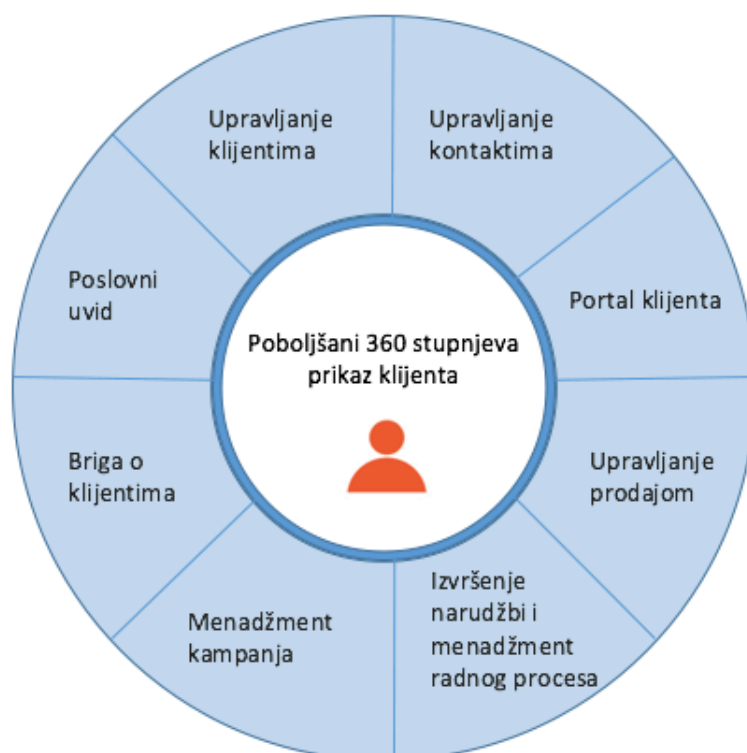 Upravljanje
klijentima
Upravljanje
kontaktima
Portal klijenta
Upravljanje
prodajom
Izvršenje
narudžbi i
menadžment
radnog procesa
Menadžment
kampanja
Briga o
klijentima
Poslovni
uvid
Poboljšani 360 stupnjeva
prikaz klijenta